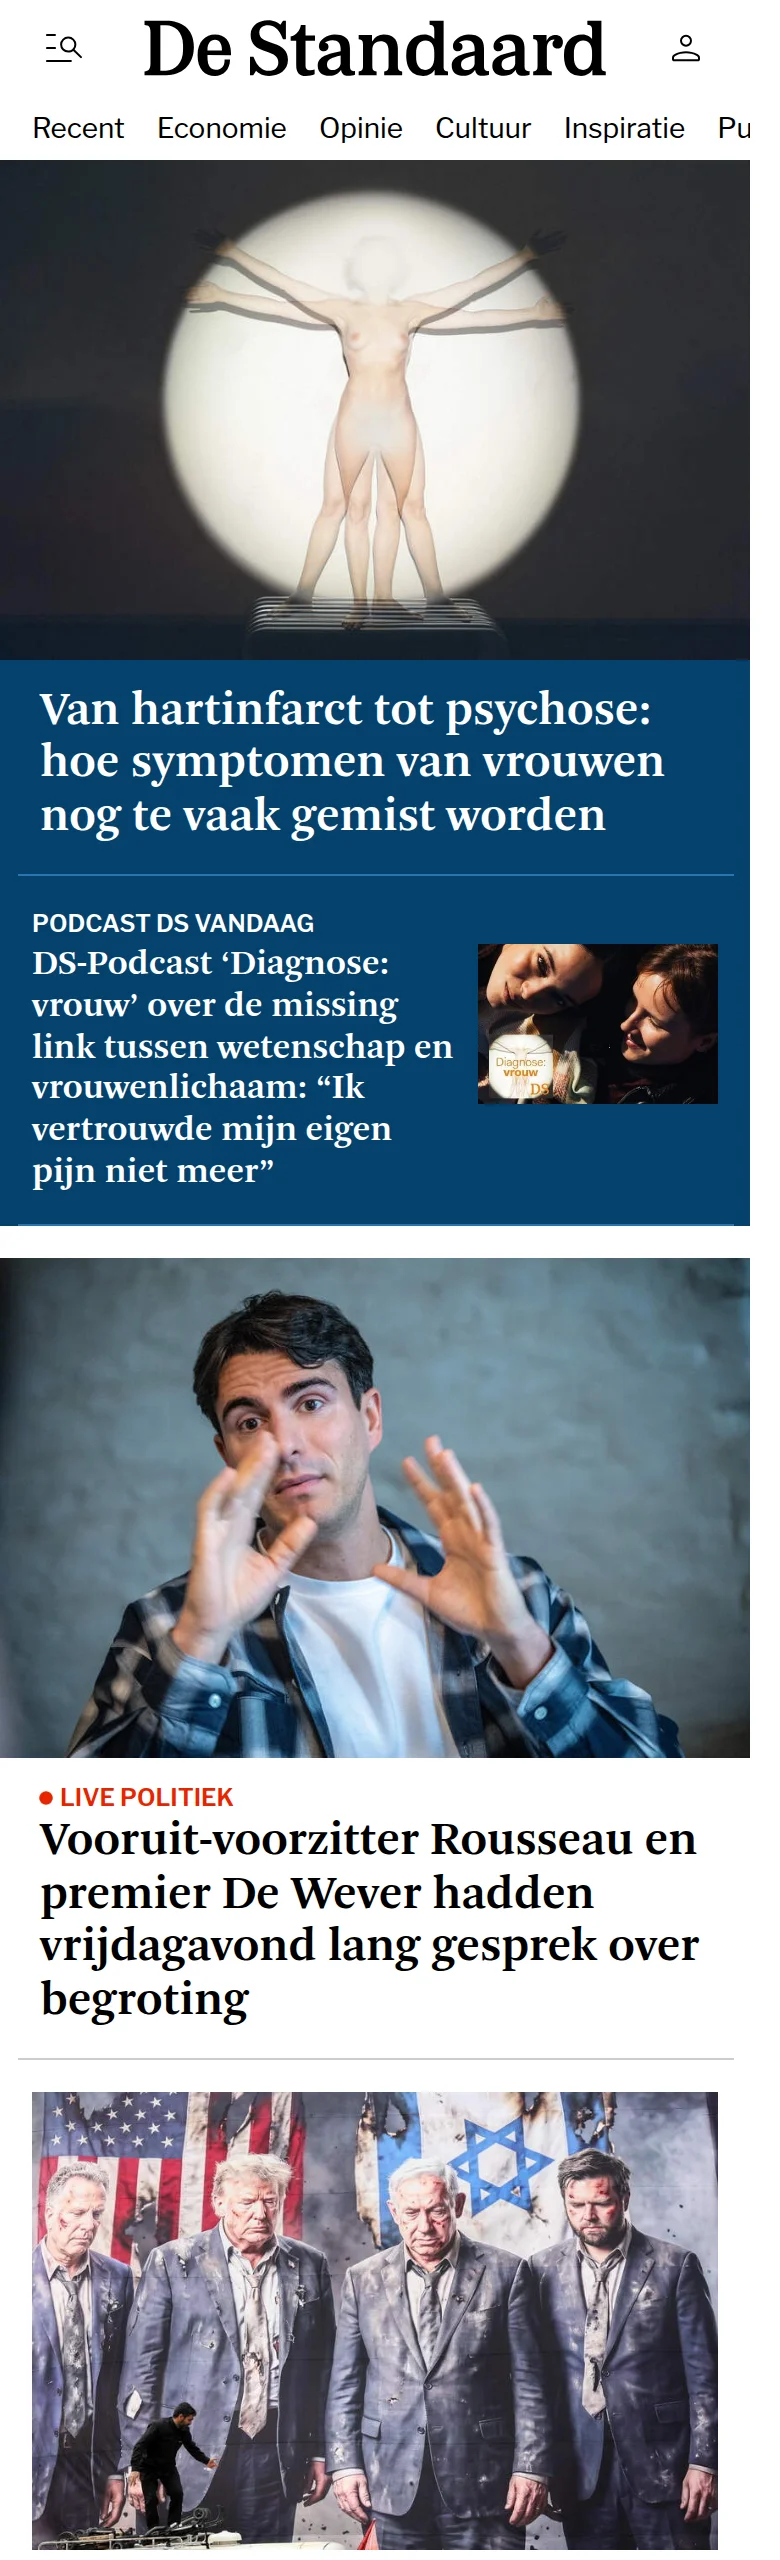 De Standaard
Recent Economie Opinie Cultuur Inspiratie Pu
Van hartinfarct tot psychose:
hoe symptomen van vrouwen
nog te vaak gemist worden
PODCAST DS VANDAAG
DS-Podcast ‘Diagnose:
vrouw’ over de missing
link tussen wetenschap en
vrouwenlichaam: “Ik
vertrouwde mijn eigen
pijn niet meer”
Diagnose:
vrouw
DS
LIVE POLITIEK
Vooruit-voorzitter Rousseau en
premier De Wever hadden
vrijdagavond lang gesprek over
begroting